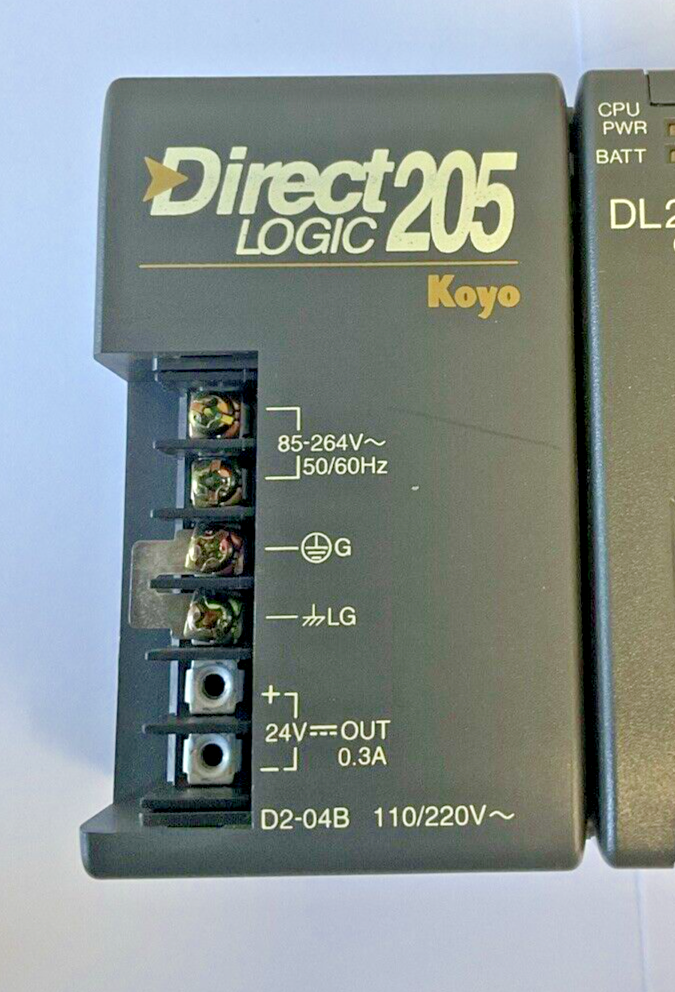 Direct
LOGIC 205
Koyo
85-264V~
50/60Hz
G
LG
+
24V⎓OUT
−
0.3A
D2-04B 110/220V~
CPU
PWR
BATT
DL2